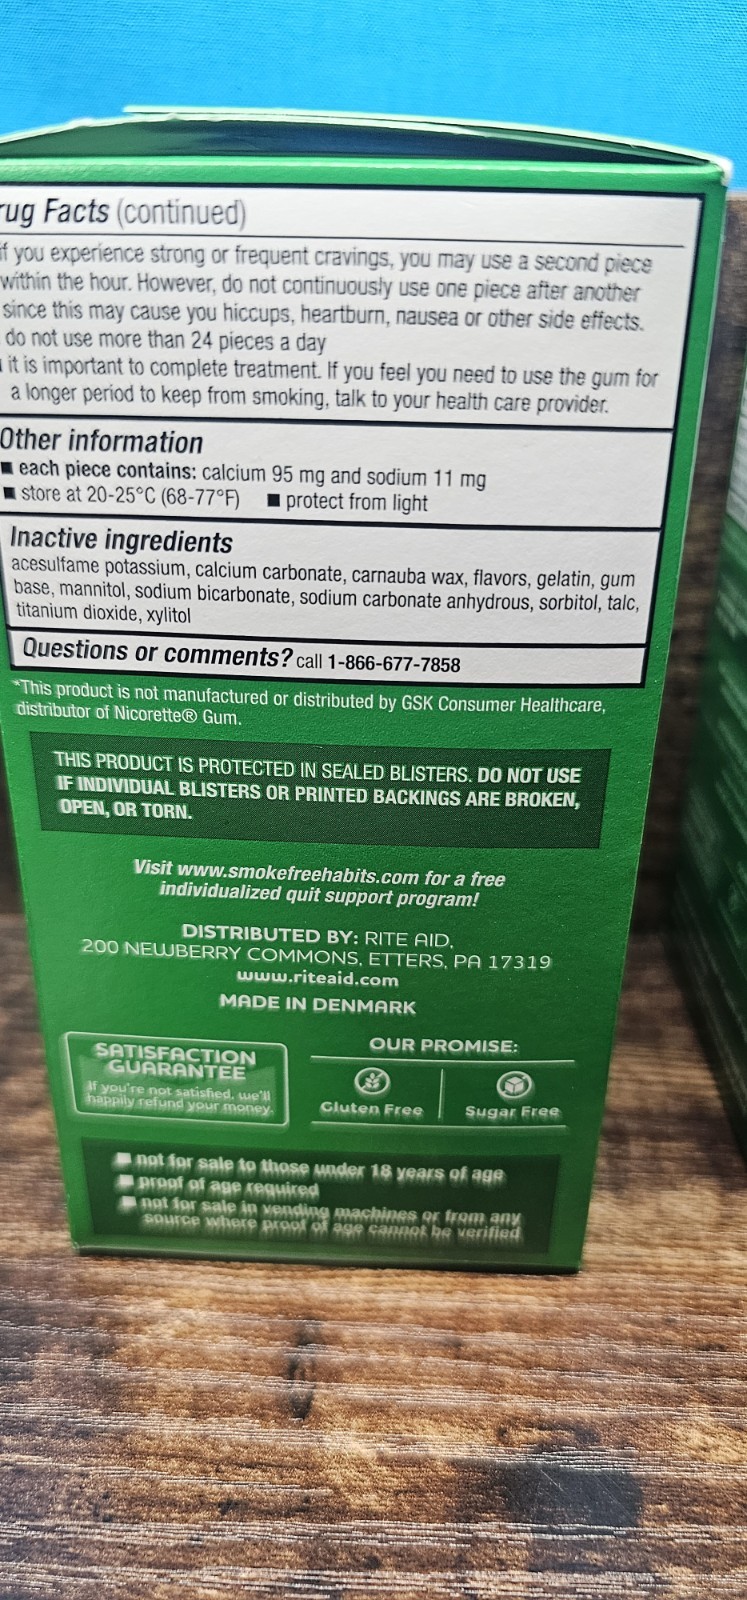 rug Facts (continued)
if you experience strong or frequent cravings, you may use a second piece
within the hour. However, do not continuously use one piece after another
since this may cause you hiccups, heartburn, nausea or other side effects.
do not use more than 24 pieces a day
it is important to complete treatment. If you feel you need to use the gum for
a longer period to keep from smoking, talk to your health care provider.
Other information
■ each piece contains: calcium 95 mg and sodium 11 mg
■ store at 20-25°C (68-77°F) ■ protect from light
Inactive ingredients
acesulfame potassium, calcium carbonate, carnauba wax, flavors, gelatin, gum
base, mannitol, sodium bicarbonate, sodium carbonate anhydrous, sorbitol, talc,
titanium dioxide, xylitol
Questions or comments? call 1-866-677-7858
*This product is not manufactured or distributed by GSK Consumer Healthcare,
distributor of Nicorette® Gum.
THIS PRODUCT IS PROTECTED IN SEALED BLISTERS. DO NOT USE
IF INDIVIDUAL BLISTERS OR PRINTED BACKINGS ARE BROKEN,
OPEN, OR TORN.
Visit www.smokefreehabits.com for a free
individualized quit support program!
DISTRIBUTED BY: RITE AID,
200 NEWBERRY COMMONS, ETTERS, PA 17319
www.riteaid.com
MADE IN DENMARK
SATISFACTION
GUARANTEE
If you're not satisfied, we'll
happily refund your money.
OUR PROMISE:
Gluten Free
Sugar Free
■ not for sale to those under 18 years of age
■ proof of age required
■ not for sale in vending machines or from any
source where proof of age cannot be verified